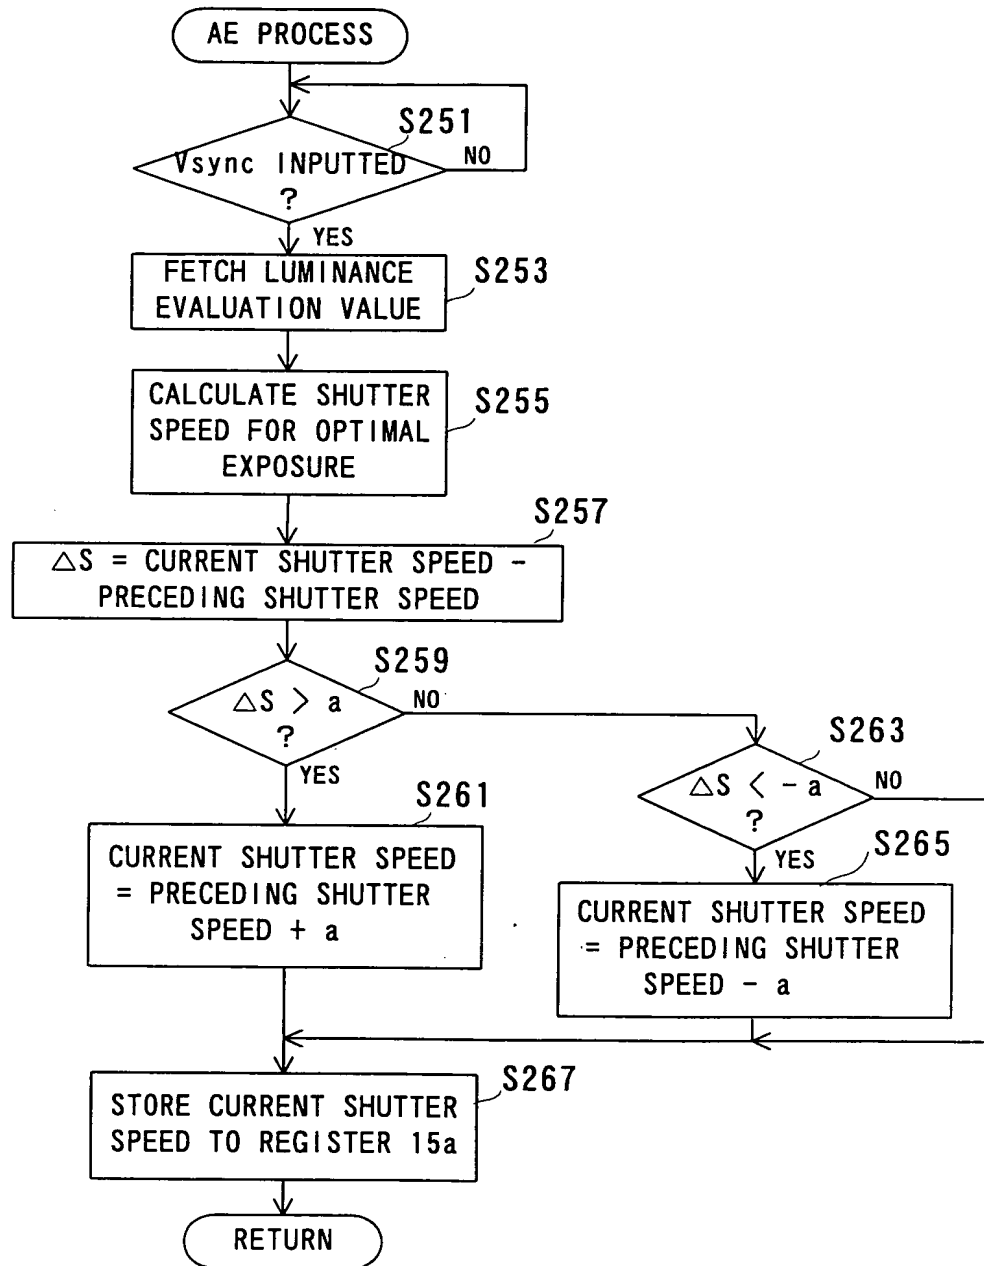 AE PROCESS
S251
Vsync INPUTTED
?
NO
YES
FETCH LUMINANCE
EVALUATION VALUE
S253
CALCULATE SHUTTER
SPEED FOR OPTIMAL
EXPOSURE
S255
S257
△S = CURRENT SHUTTER SPEED -
PRECEDING SHUTTER SPEED
S259
△S > a
?
NO
YES
S263
△S < - a
?
NO
YES
S261
CURRENT SHUTTER SPEED
= PRECEDING SHUTTER
SPEED + a
S265
CURRENT SHUTTER SPEED
= PRECEDING SHUTTER
SPEED - a
S267
STORE CURRENT SHUTTER
SPEED TO REGISTER 15a
RETURN